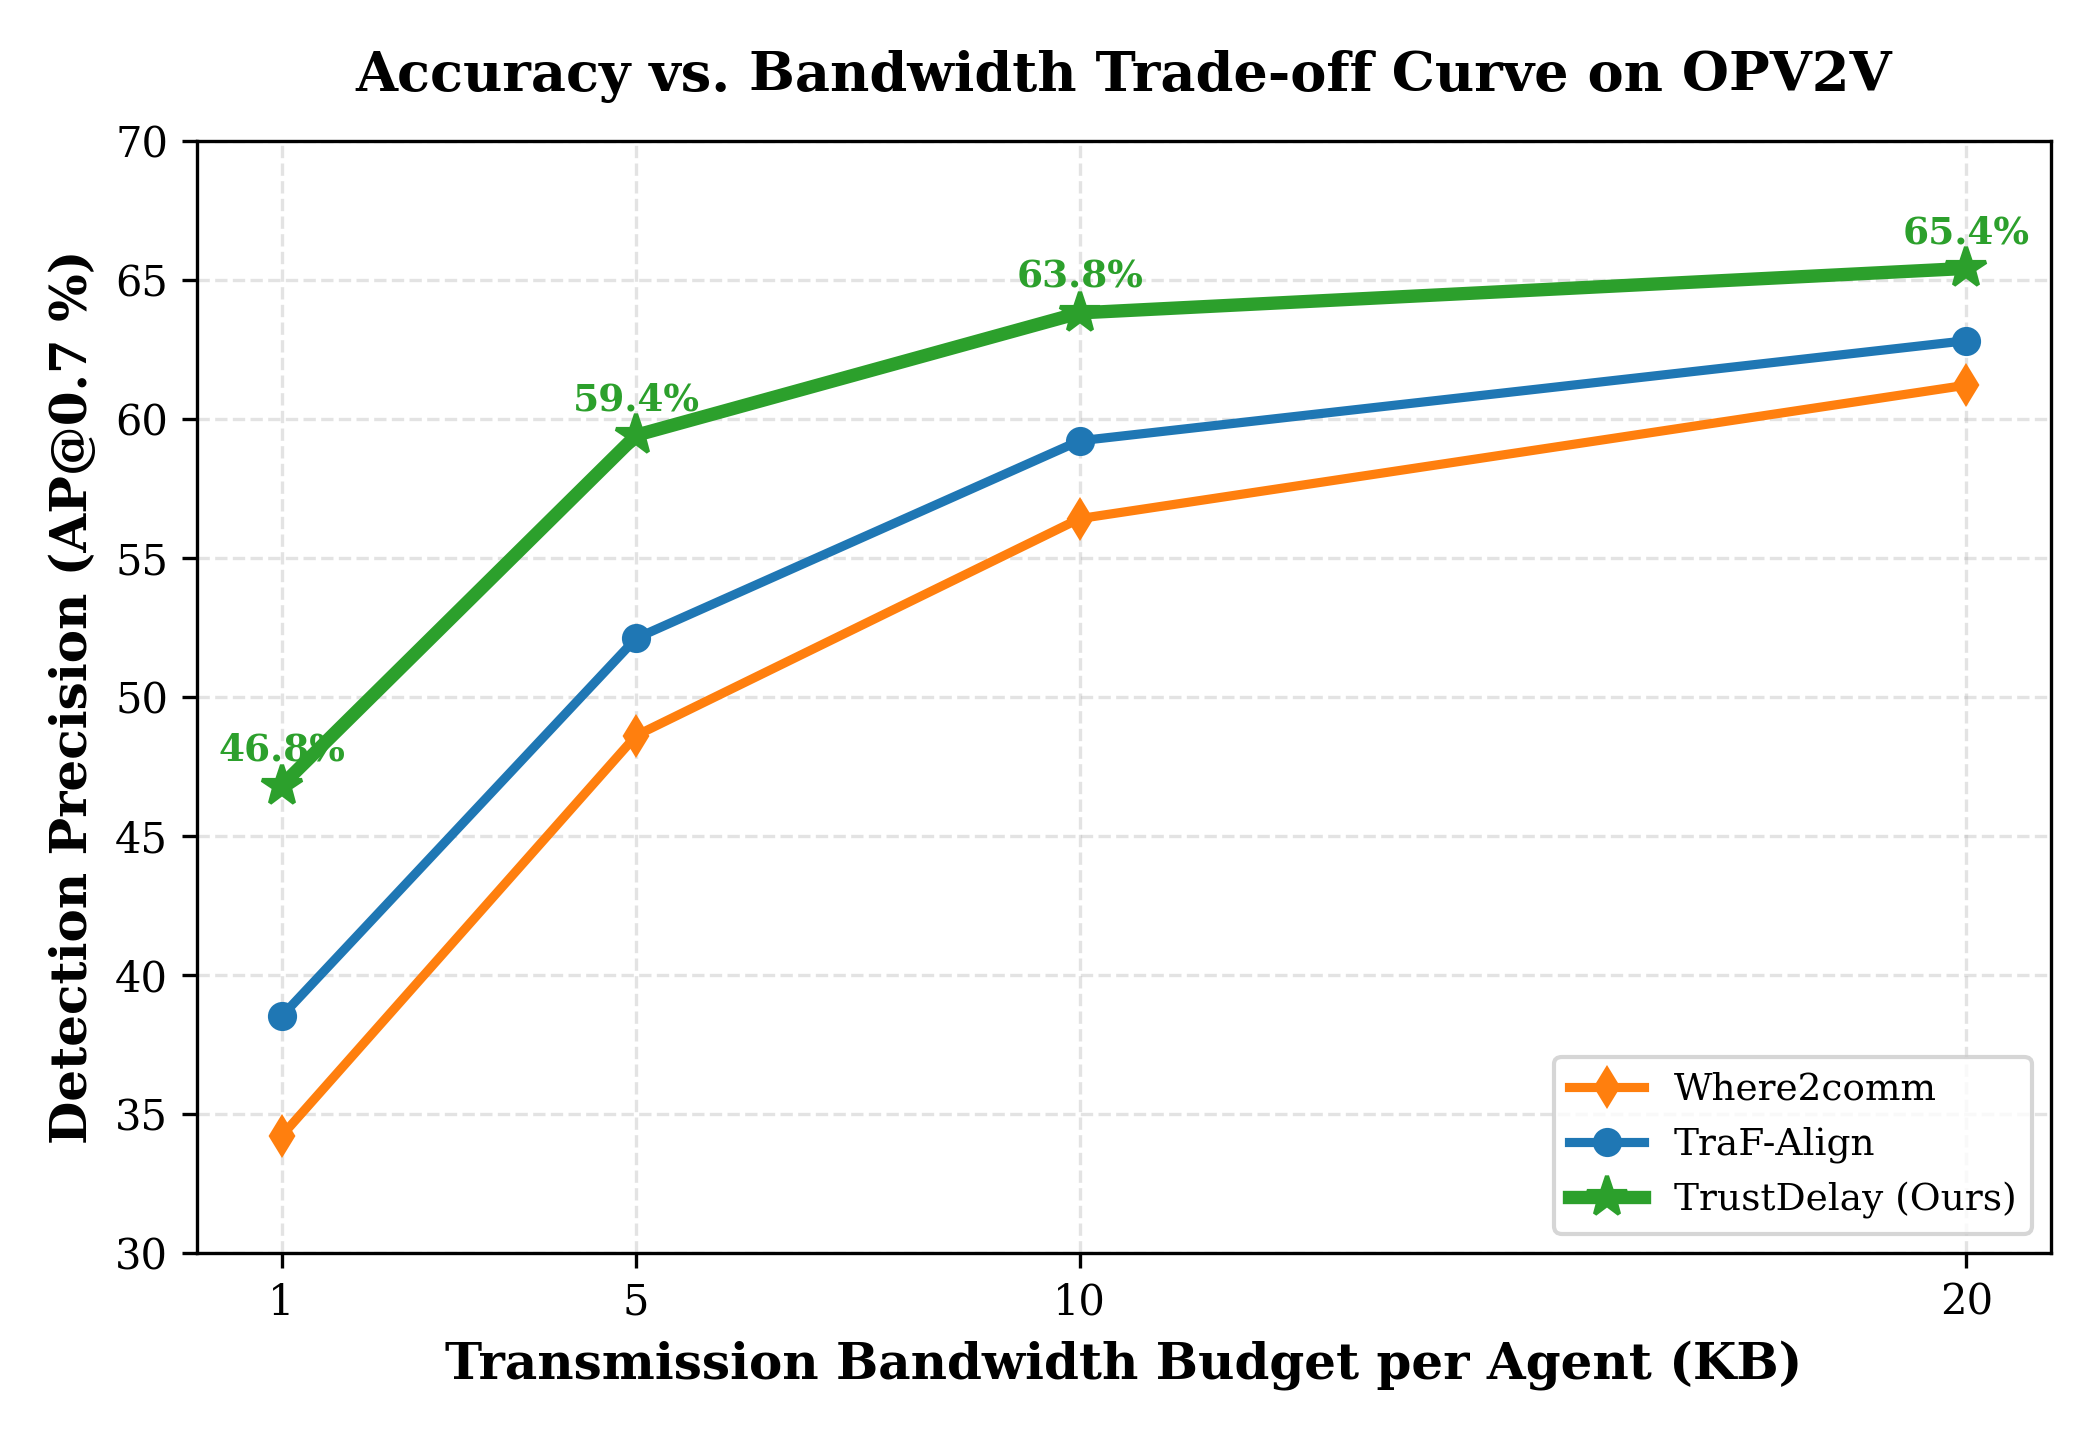 Accuracy vs. Bandwidth Trade-off Curve on OPV2V
Detection Precision (AP@0.7 %)
70
65
60
55
50
45
40
35
30
46.8%
59.4%
63.8%
65.4%
Where2comm
TraF-Align
TrustDelay (Ours)
1 5 10 20
Transmission Bandwidth Budget per Agent (KB)